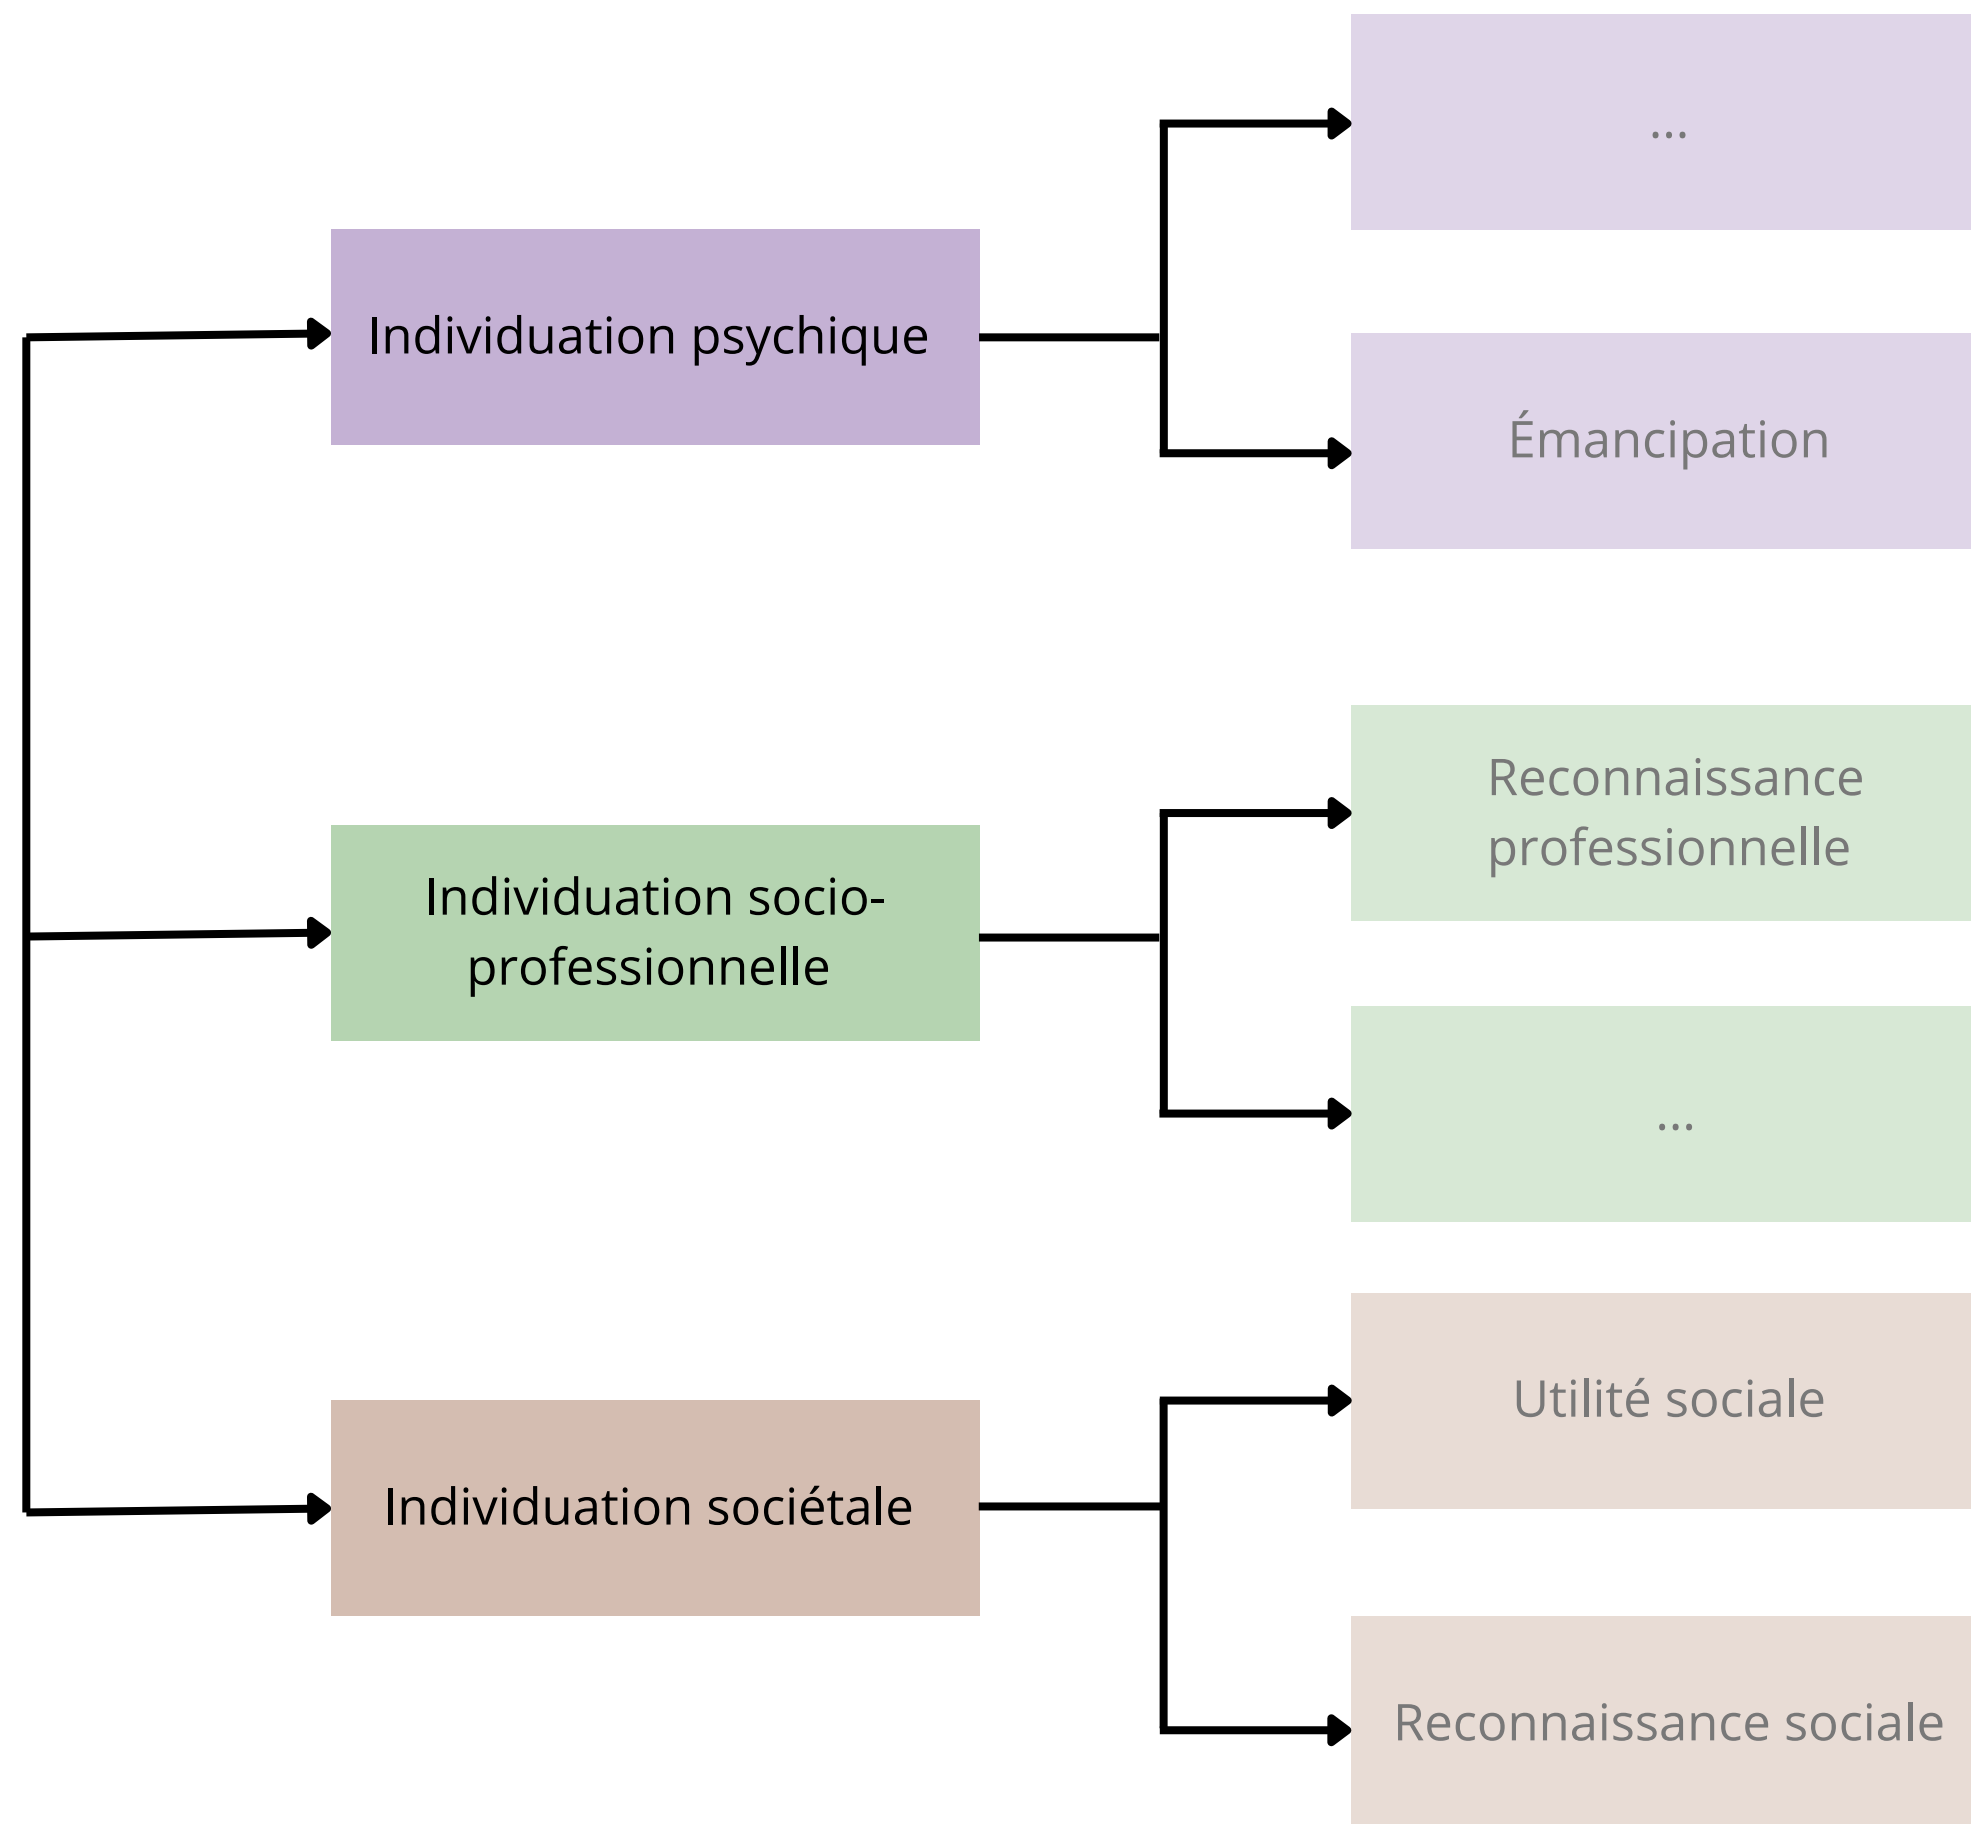 ...
Individuation psychique
Émancipation
Reconnaissance
professionnelle
Individuation socio-
professionnelle
...
Utilité sociale
Individuation sociétale
Reconnaissance sociale